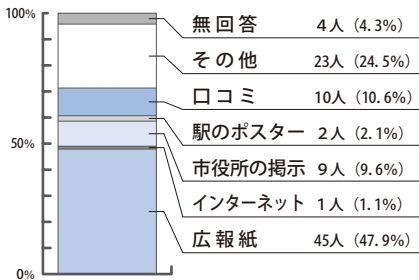 100%
50%
0%
無回答 4人（4.3%）
その他 23人（24.5%）
口コミ 10人（10.6%）
駅のポスター 2人（2.1%）
市役所の掲示 9人（9.6%）
インターネット 1人（1.1%）
広報紙 45人（47.9%）